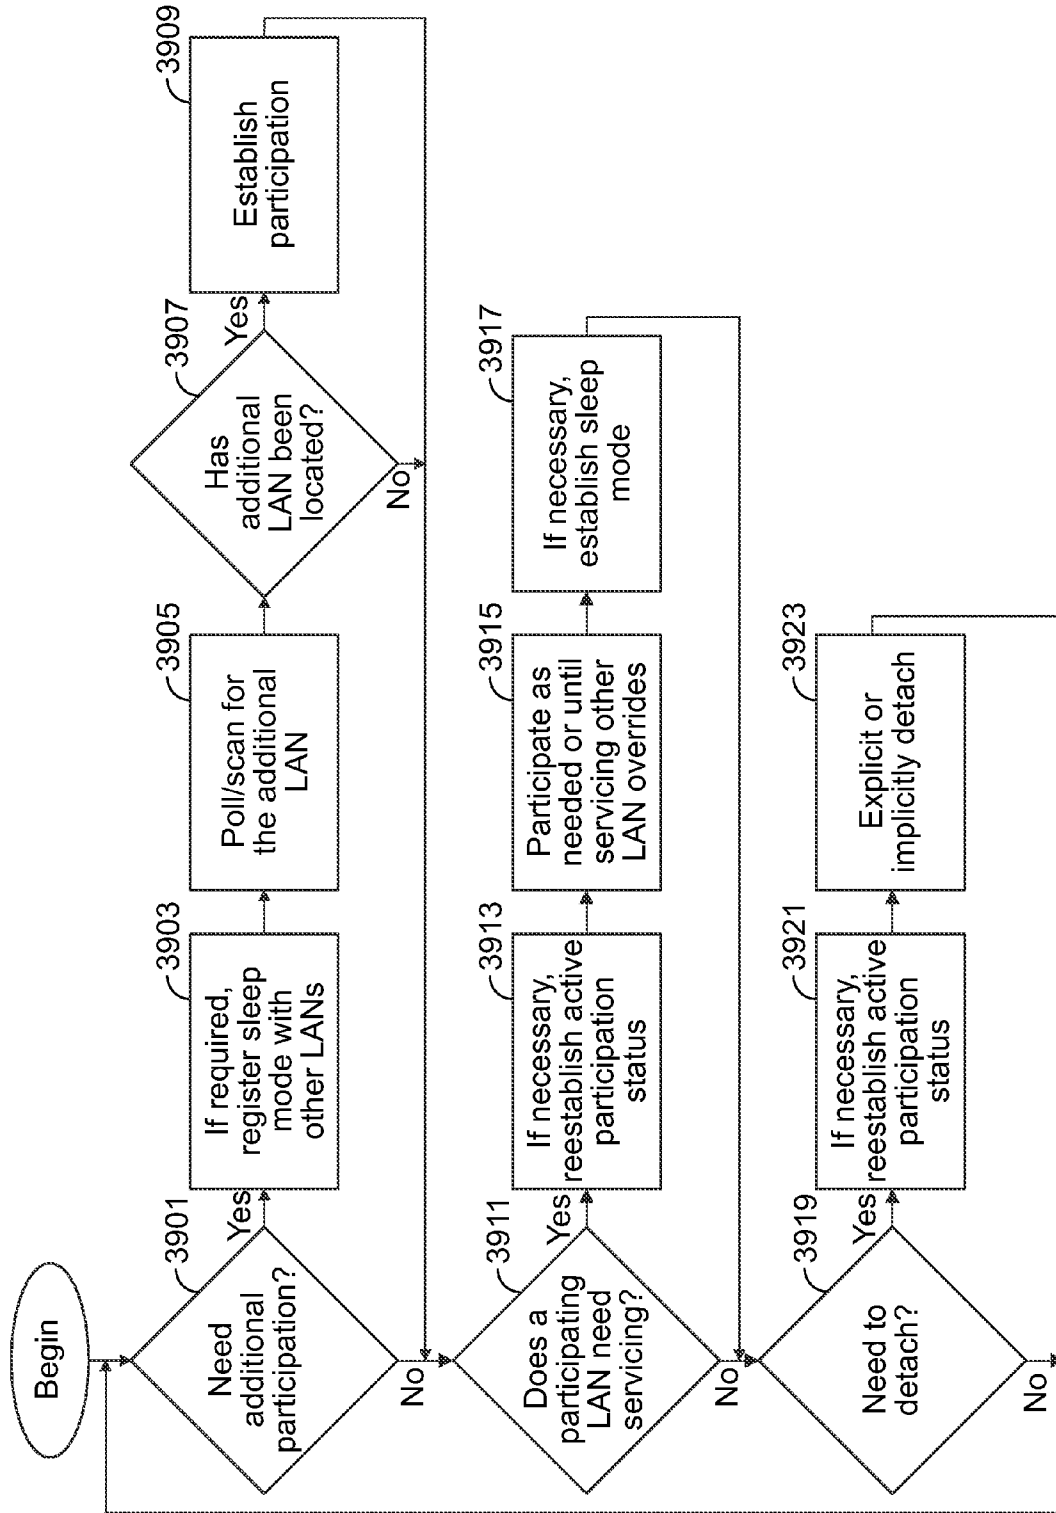 Begin
3901
Need
additional
participation?
Yes
No
3903
If required,
register sleep
mode with
other LANs
3905
Poll/scan for
the additional
LAN
3907
Has
additional
LAN been
located?
Yes
No
3909
Establish
participation
3911
Does a
participating
LAN need
servicing?
Yes
No
3913
If necessary,
reestablish active
participation
status
3915
Participate as
needed or until
servicing other
LAN overrides
3917
If necessary,
establish sleep
mode
3919
Need to
detach?
Yes
No
3921
If necessary,
reestablish active
participation
status
3923
Explicit or
implicitly detach